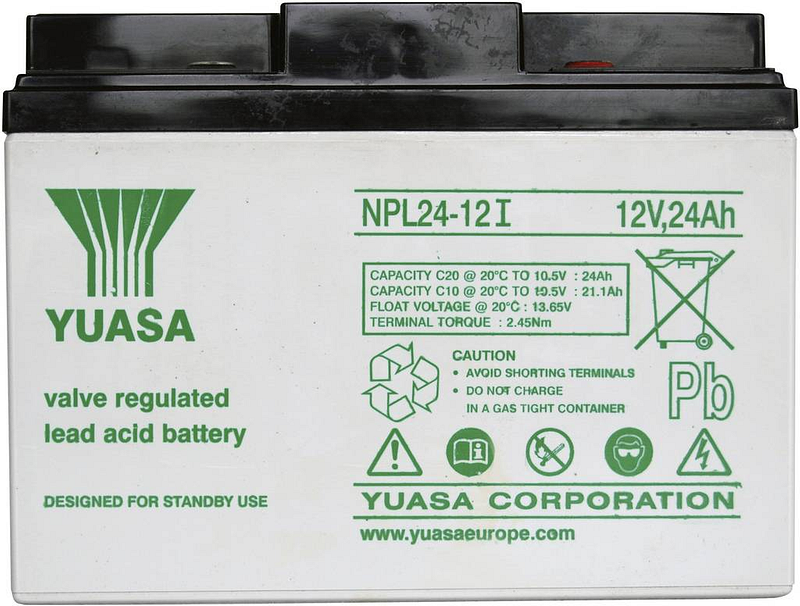 YUASA
valve regulated
lead acid battery
DESIGNED FOR STANDBY USE
NPL24-12 I 12V,24Ah
CAPACITY C20 @ 20°C TO 10.5V : 24Ah
CAPACITY C10 @ 20°C TO 10.5V : 21.1Ah
FLOAT VOLTAGE @ 20°C : 13.65V
TERMINAL TORQUE : 2.45Nm
CAUTION
• AVOID SHORTING TERMINALS
• DO NOT CHARGE
IN A GAS TIGHT CONTAINER
Pb
YUASA CORPORATION
www.yuasaeurope.com